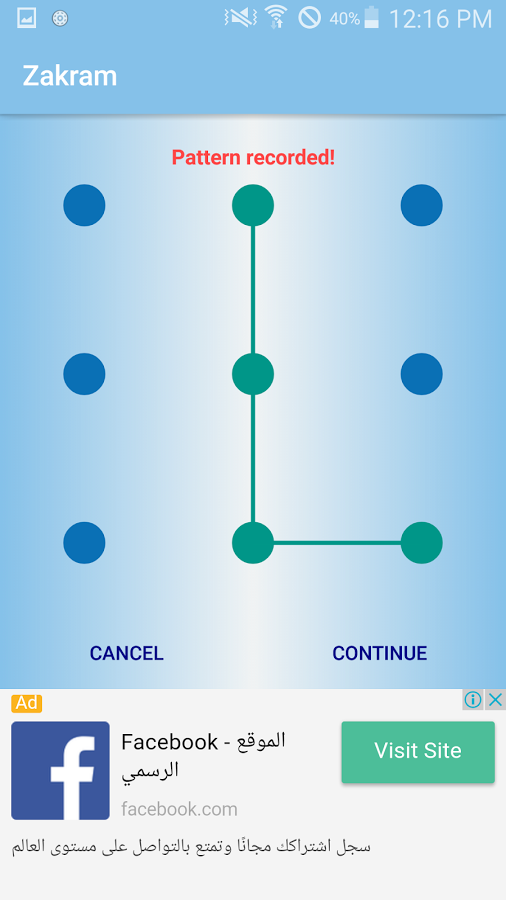 40% 12:16 PM
Zakram
Pattern recorded!
CANCEL CONTINUE
Ad
Facebook - الموقع
الرسمي
Visit Site
facebook.com
سجل اشتراكك مجانًا وتمتع بالتواصل على مستوى العالم